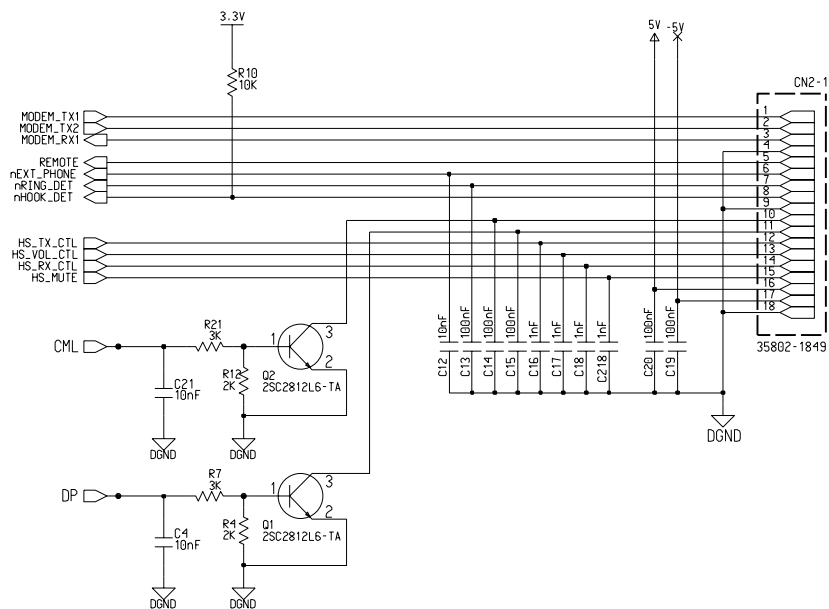 3.3V
5V
-5V
R10
10K
CN2-1
MODEM_TX1
MODEM_TX2
MODEM_RX1
REMOTE
nEXT_PHONE
nRING_DET
nHOOK_DET
HS_TX_CTL
HS_VOL_CTL
HS_RX_CTL
HS_MUTE
1
2
3
4
5
6
7
8
9
10
11
12
13
14
15
16
17
18
35802-1849
C12 10nF
C13 100nF
C14 100nF
C15 100nF
C16 1nF
C17 1nF
C18 1nF
C218 1nF
C20 100nF
C19 100nF
DGND
CML
R21
3K
C21
10nF
R12
2K
1
3
2
Q2
2SC2812L6-TA
DGND
DGND
DP
R7
3K
C4
10nF
R4
2K
1
3
2
Q1
2SC2812L6-TA
DGND
DGND